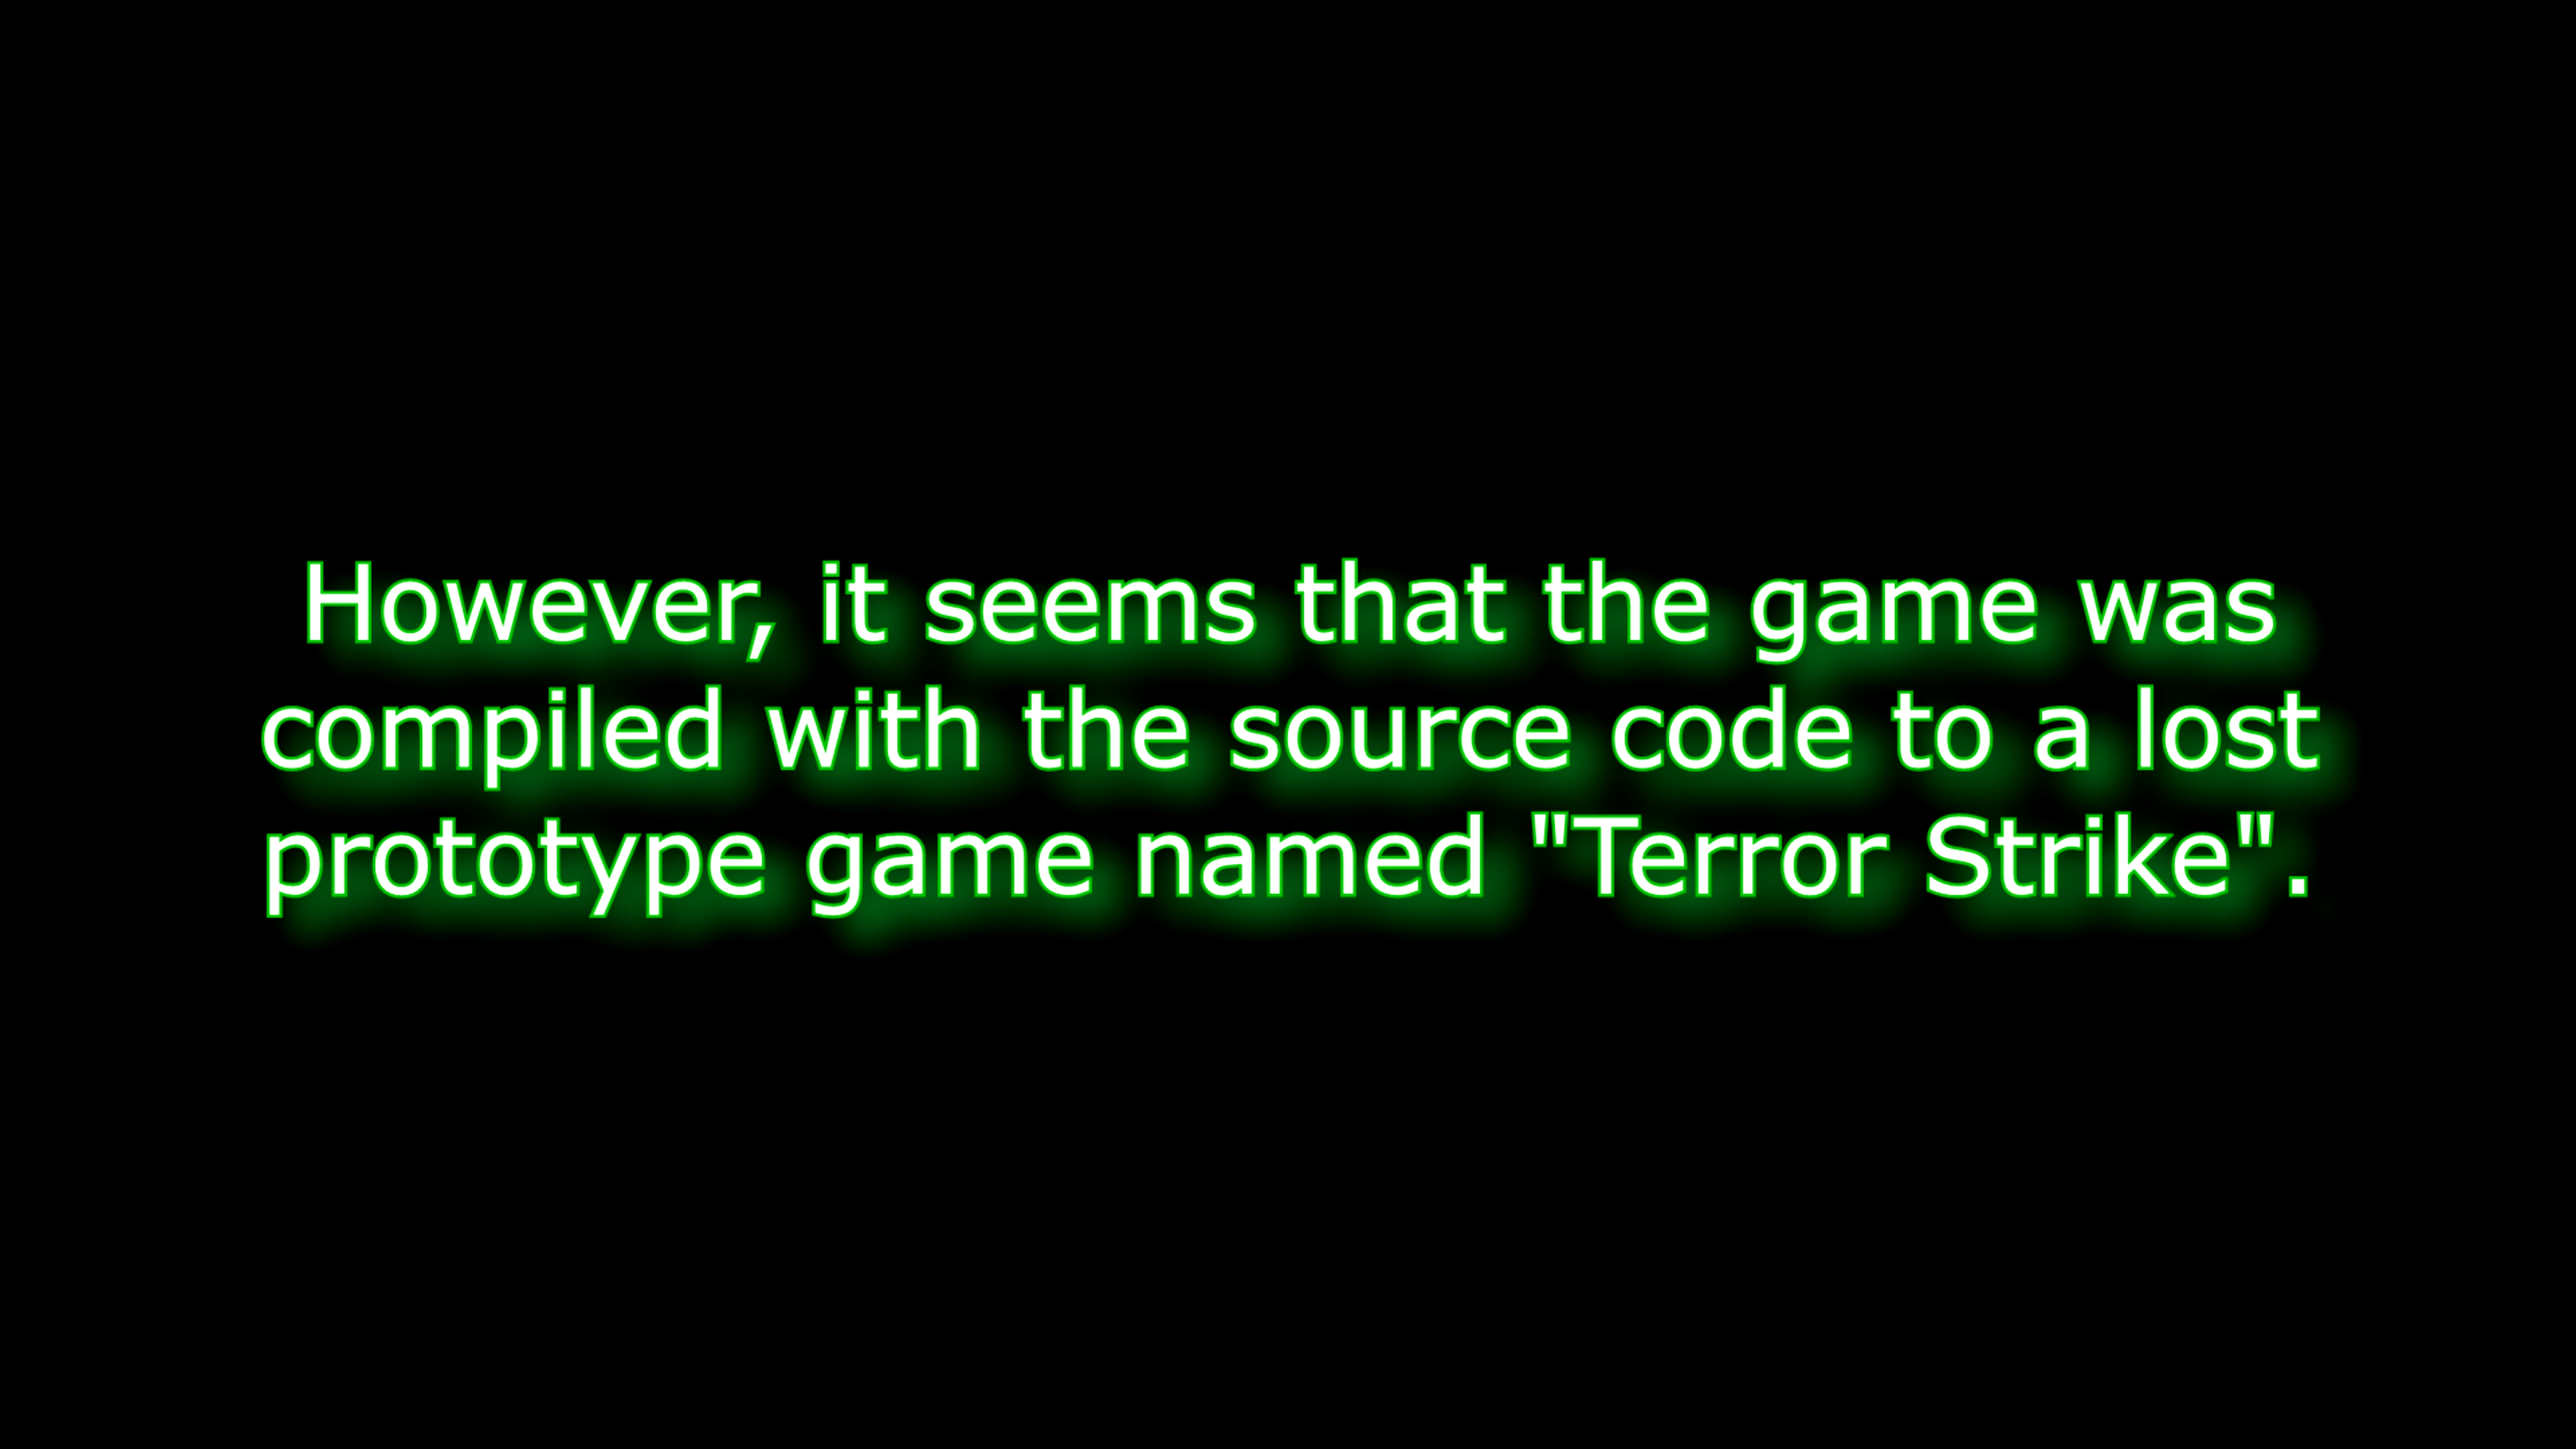 However, it seems that the game was
compiled with the source code to a lost
prototype game named "Terror Strike".